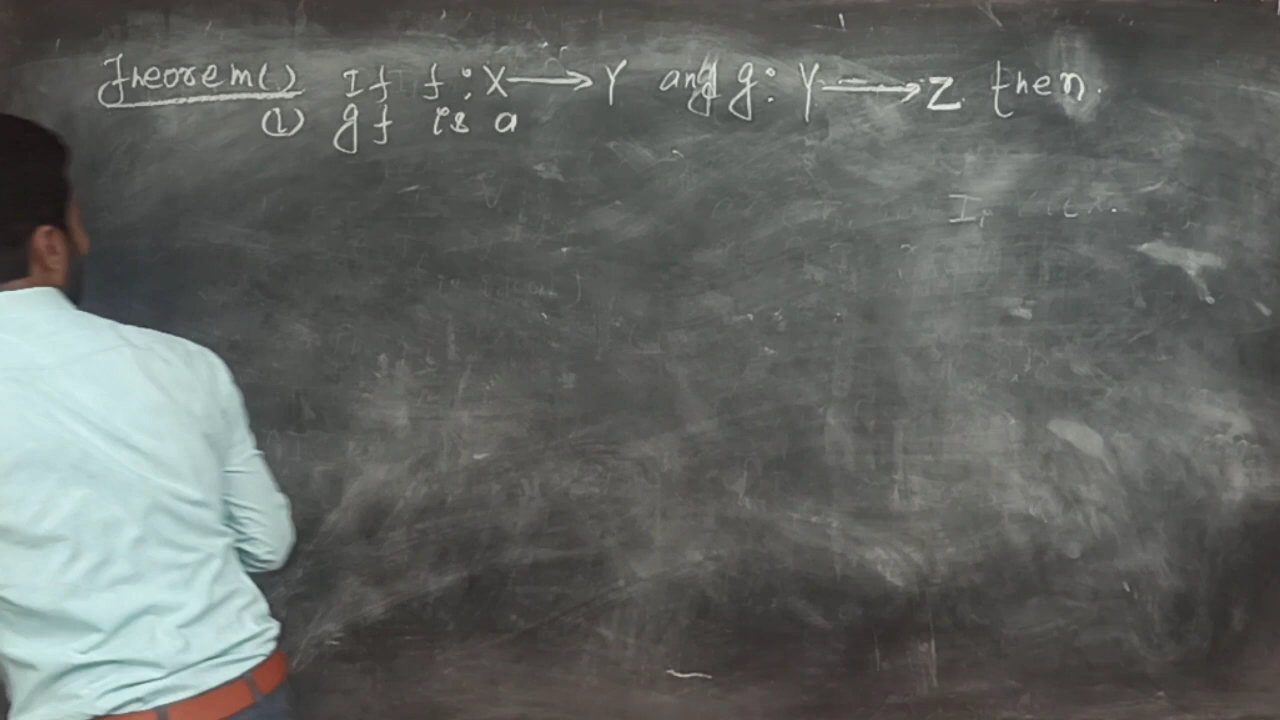 Theorem() If f : X → Y and g : Y → Z then.
(1) gf is a